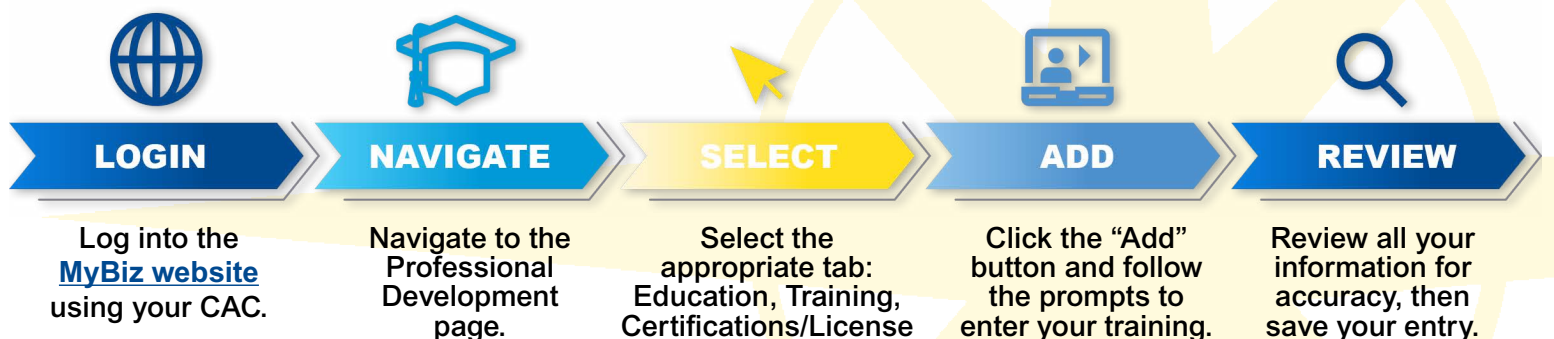 LOGIN
Log into the
MyBiz website
using your CAC.
NAVIGATE
Navigate to the
Professional
Development
page.
SELECT
Select the
appropriate tab:
Education, Training,
Certifications/License
ADD
Click the “Add”
button and follow
the prompts to
enter your training.
REVIEW
Review all your
information for
accuracy, then
save your entry.